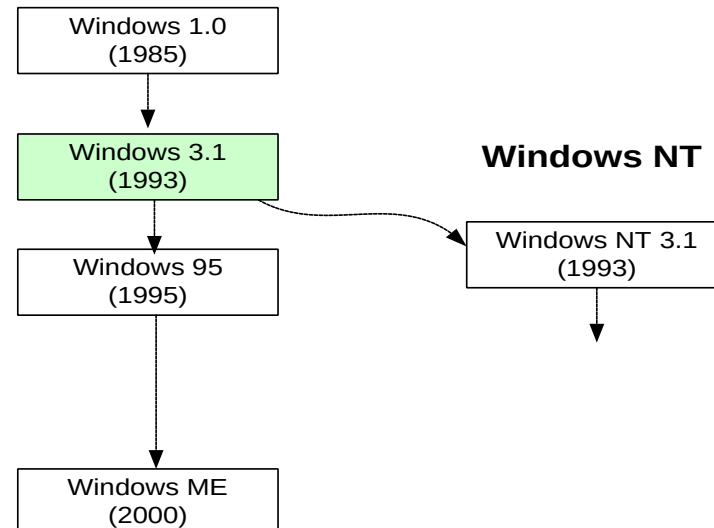 Windows 1.0
(1985)
Windows 3.1
(1993)
Windows NT
Windows NT 3.1
(1993)
Windows 95
(1995)
Windows ME
(2000)